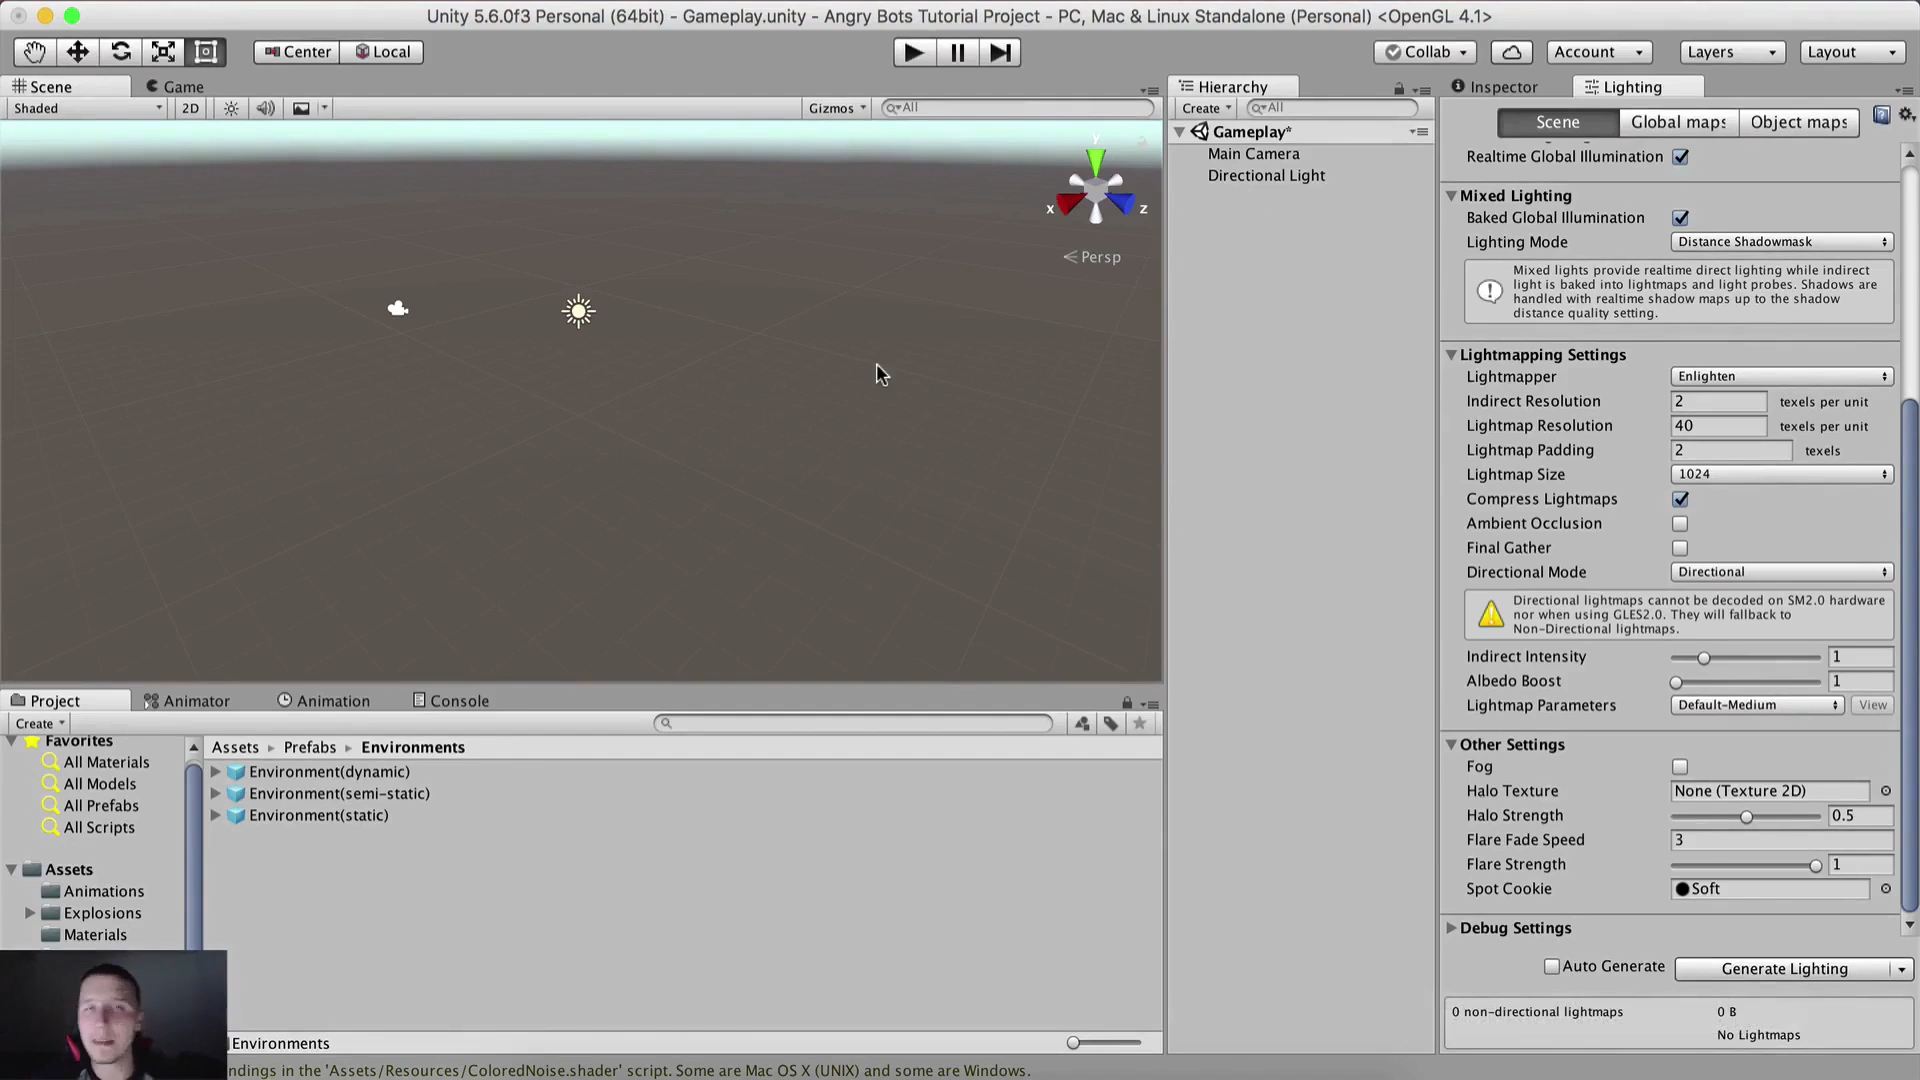 Unity 5.6.0f3 Personal (64bit) - Gameplay.unity - Angry Bots Tutorial Project - PC, Mac & Linux Standalone (Personal) <OpenGL 4.1>
Center Local Collab Account Layers Layout
Scene Game
Shaded 2D Gizmos All
y
x z
Persp
Hierarchy
Create All
Gameplay*
Main Camera
Directional Light
Inspector Lighting
Scene Global maps Object maps
Realtime Global Illumination
Mixed Lighting
Baked Global Illumination
Lighting Mode Distance Shadowmask
Mixed lights provide realtime direct lighting while indirect
light is baked into lightmaps and light probes. Shadows are
handled with realtime shadow maps up to the shadow
distance quality setting.
Lightmapping Settings
Lightmapper Enlighten
Indirect Resolution 2 texels per unit
Lightmap Resolution 40 texels per unit
Lightmap Padding 2 texels
Lightmap Size 1024
Compress Lightmaps
Ambient Occlusion
Final Gather
Directional Mode Directional
Directional lightmaps cannot be decoded on SM2.0 hardware
nor when using GLES2.0. They will fallback to
Non-Directional lightmaps.
Indirect Intensity 1
Albedo Boost 1
Lightmap Parameters Default-Medium View
Other Settings
Fog
Halo Texture None (Texture 2D)
Halo Strength 0.5
Flare Fade Speed 3
Flare Strength 1
Spot Cookie Soft
Debug Settings
Auto Generate Generate Lighting
0 non-directional lightmaps 0 B
No Lightmaps
Project Animator Animation Console
Create
Favorites
All Materials
All Models
All Prefabs
All Scripts
Assets
Animations
Explosions
Materials
Assets Prefabs Environments
Environment(dynamic)
Environment(semi-static)
Environment(static)
Environments
ndings in the 'Assets/Resources/ColoredNoise.shader' script. Some are Mac OS X (UNIX) and some are Windows.